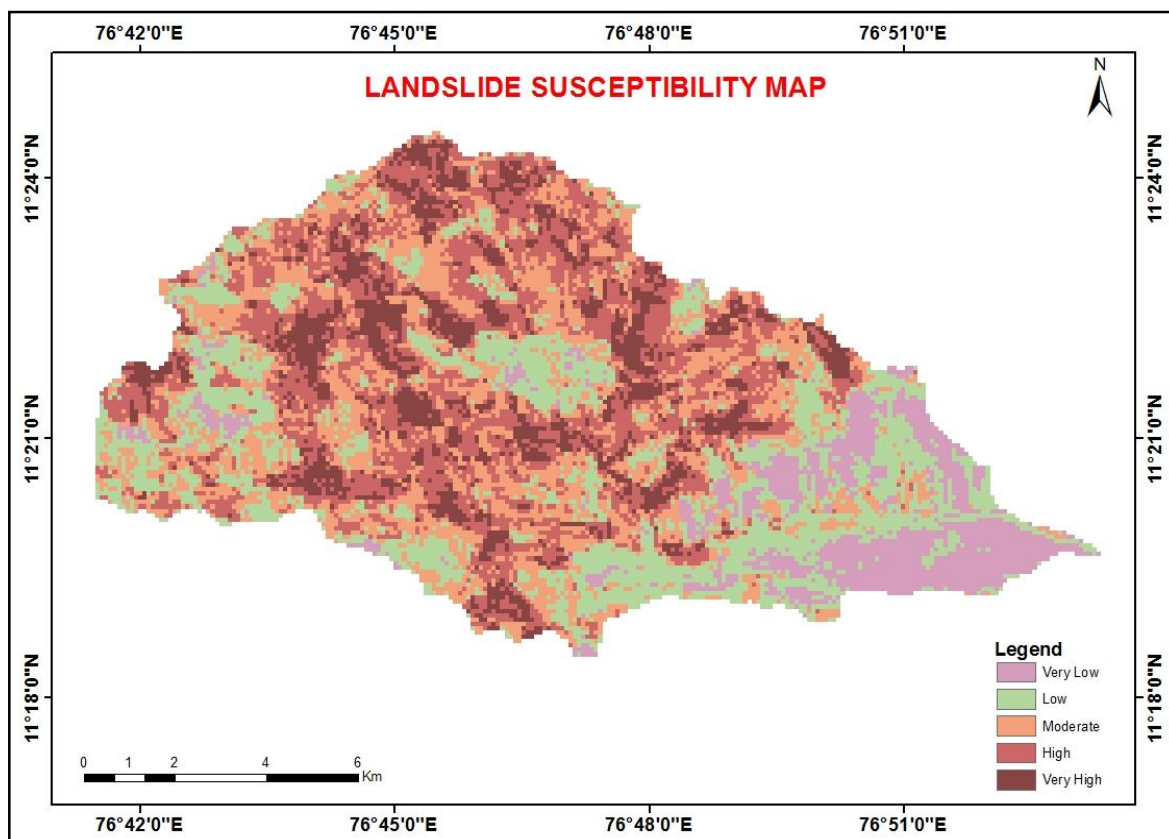 76°42'0"E 76°45'0"E 76°48'0"E 76°51'0"E
LANDSLIDE SUSCEPTIBILITY MAP
N
11°24'0"N 11°24'0"N
11°21'0"N 11°21'0"N
11°18'0"N 11°18'0"N
Legend
Very Low
Low
Moderate
High
Very High
0 1 2 4 6
Km
76°42'0"E 76°45'0"E 76°48'0"E 76°51'0"E